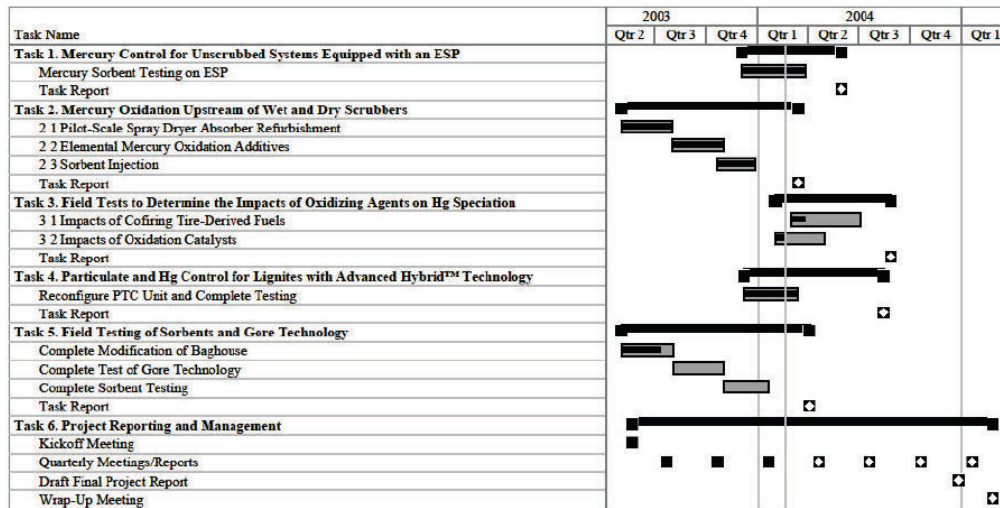 2003 2004
Task Name Qtr 2 Qtr 3 Qtr 4 Qtr 1 Qtr 2 Qtr 3 Qtr 4 Qtr 1
Task 1. Mercury Control for Unscrubbed Systems Equipped with an ESP
Mercury Sorbent Testing on ESP
Task Report
Task 2. Mercury Oxidation Upstream of Wet and Dry Scrubbers
2 1 Pilot-Scale Spray Dryer Absorber Refurbishment
2 2 Elemental Mercury Oxidation Additives
2 3 Sorbent Injection
Task Report
Task 3. Field Tests to Determine the Impacts of Oxidizing Agents on Hg Speciation
3 1 Impacts of Cofiring Tire-Derived Fuels
3 2 Impacts of Oxidation Catalysts
Task Report
Task 4. Particulate and Hg Control for Lignites with Advanced Hybrid™ Technology
Reconfigure PTC Unit and Complete Testing
Task Report
Task 5. Field Testing of Sorbents and Gore Technology
Complete Modification of Baghouse
Complete Test of Gore Technology
Complete Sorbent Testing
Task Report
Task 6. Project Reporting and Management
Kickoff Meeting
Quarterly Meetings/Reports
Draft Final Project Report
Wrap-Up Meeting